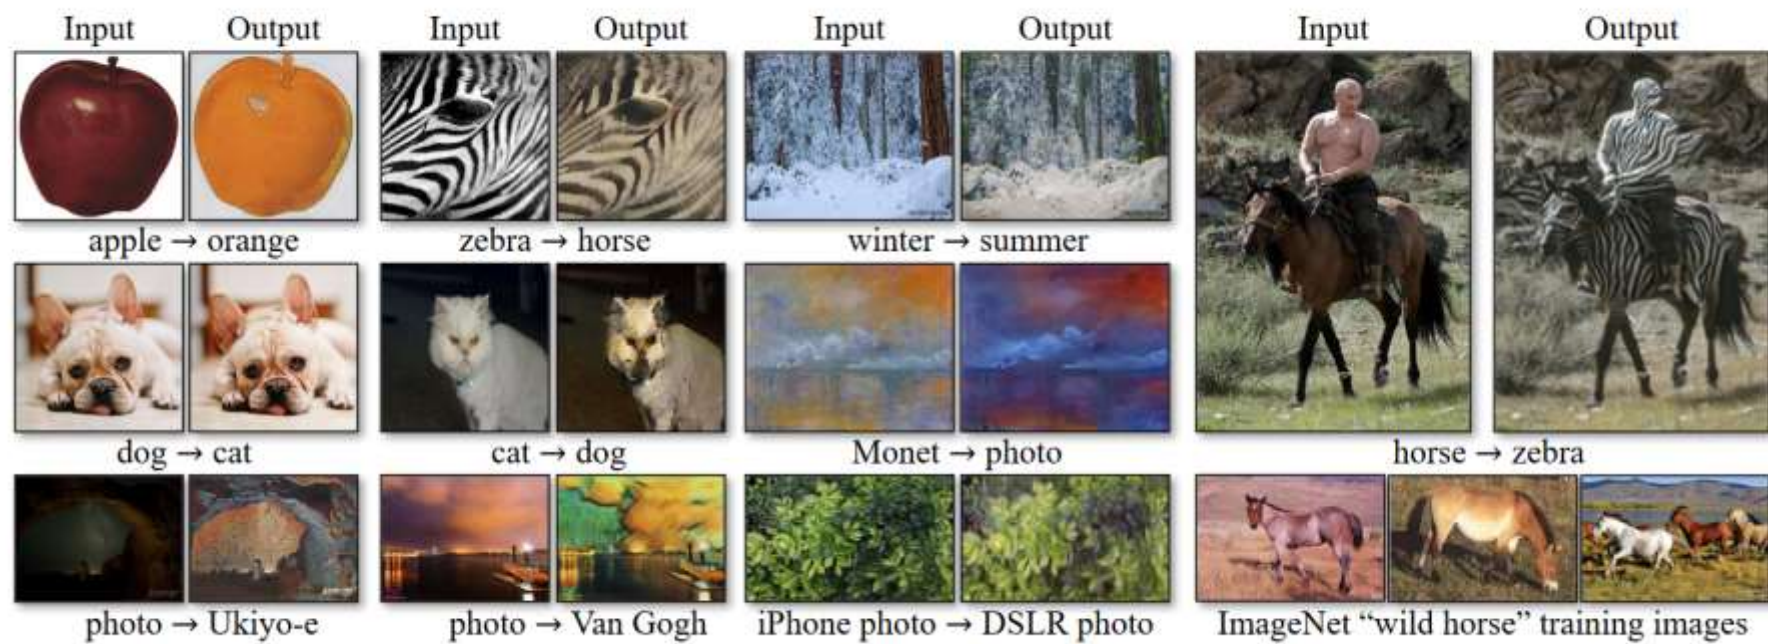 Input Output Input Output Input Output Input Output
apple → orange zebra → horse winter → summer
dog → cat cat → dog Monet → photo horse → zebra
photo → Ukiyo-e photo → Van Gogh iPhone photo → DSLR photo ImageNet “wild horse” training images